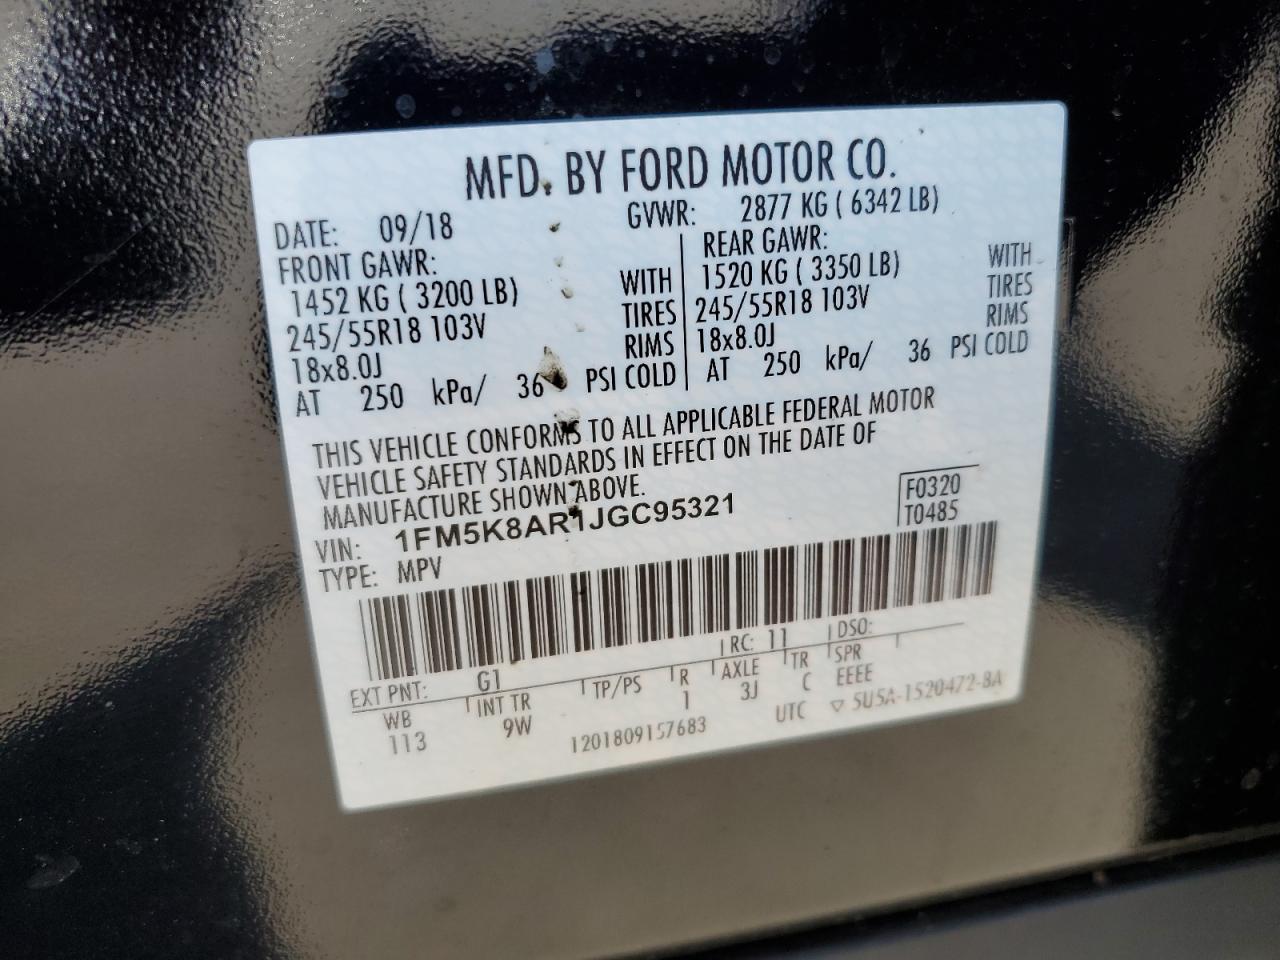 MFD. BY FORD MOTOR CO.
DATE: 09/18 GVWR: 2877 KG ( 6342 LB)
FRONT GAWR: REAR GAWR:
1452 KG ( 3200 LB) WITH 1520 KG ( 3350 LB) WITH
245/55R18 103V TIRES 245/55R18 103V TIRES
18x8.0J RIMS 18x8.0J RIMS
AT 250 kPa/ 36 PSI COLD AT 250 kPa/ 36 PSI COLD
THIS VEHICLE CONFORMS TO ALL APPLICABLE FEDERAL MOTOR
VEHICLE SAFETY STANDARDS IN EFFECT ON THE DATE OF
MANUFACTURE SHOWN ABOVE.
F0320
VIN: 1FM5K8AR1JGC95321 T0485
TYPE: MPV
EXT PNT: G1 RC: 11 DSO:
WB INT TR TP/PS R AXLE TR SPR
113 9W 1 3J C EEEE
1201809157683 UTC ▽ 5U5A-1520472-8A